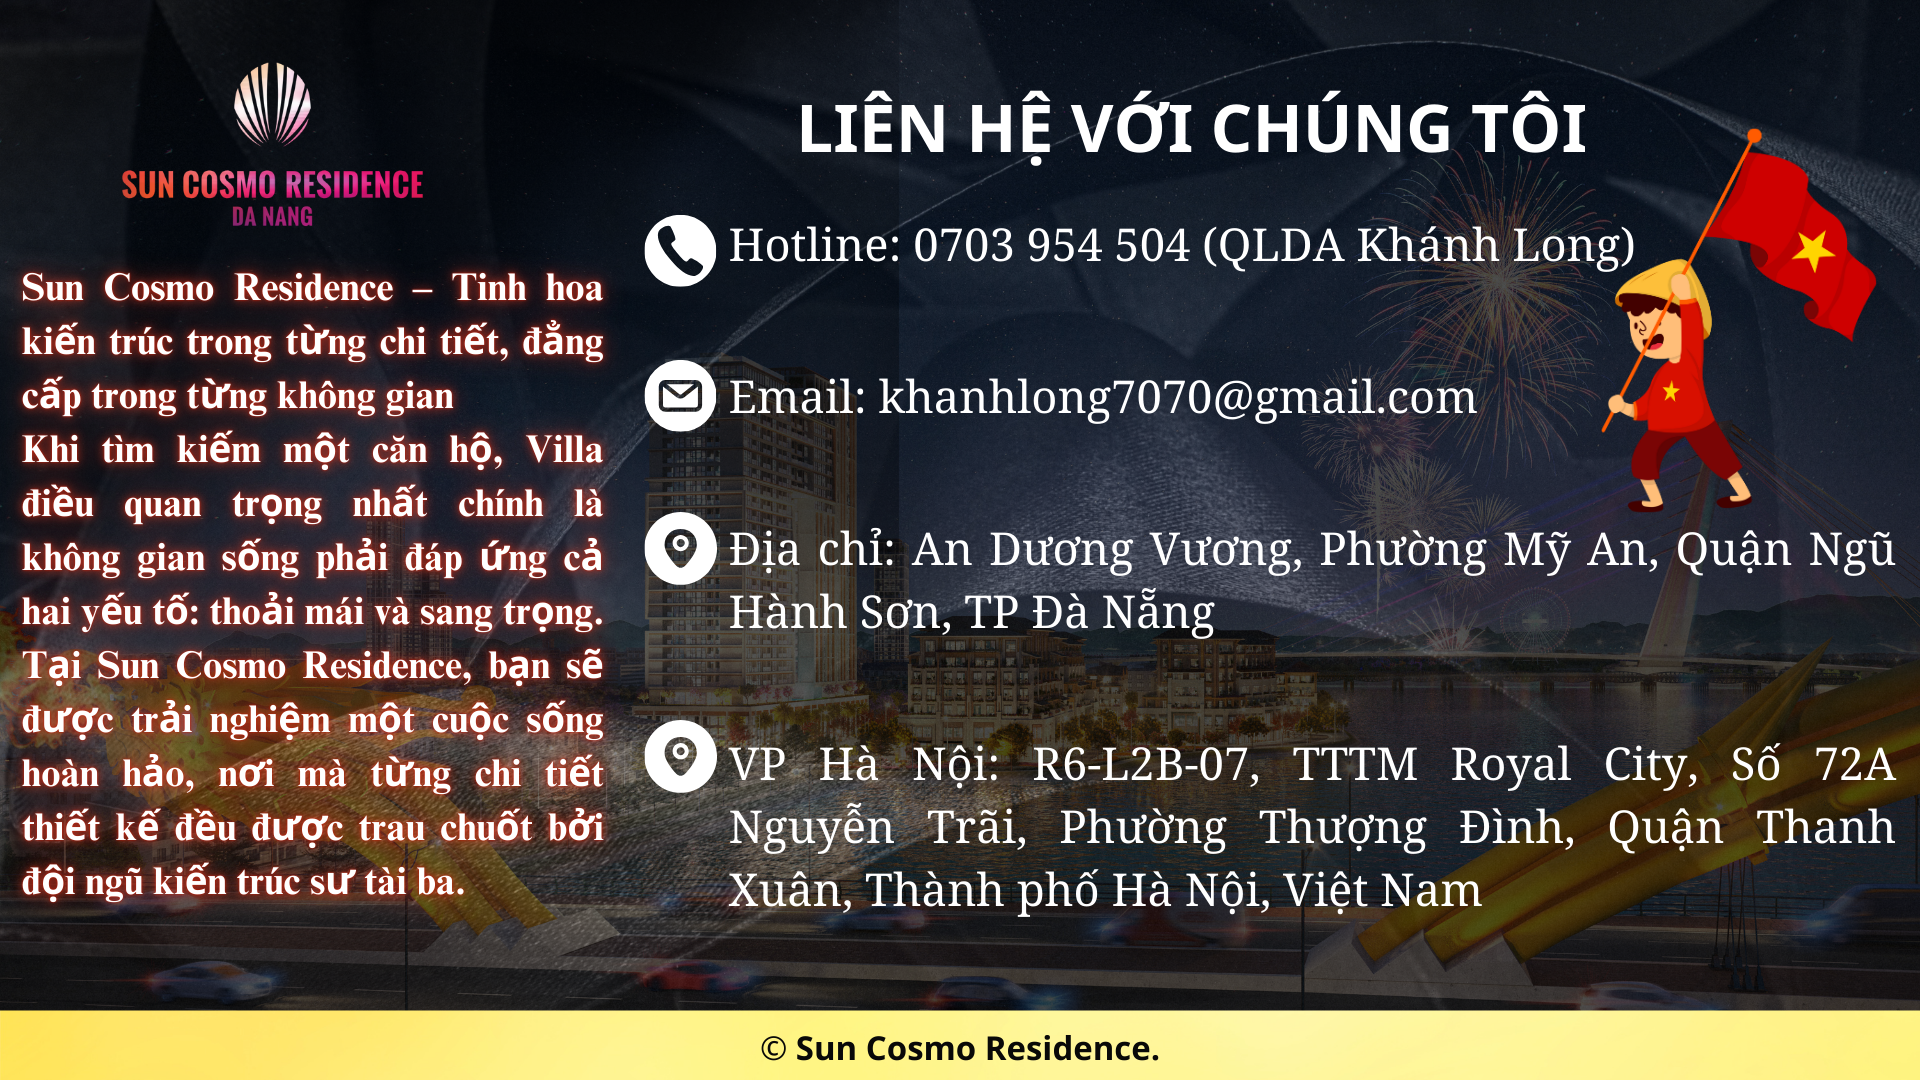 SUN COSMO RESIDENCE
DA NANG
Sun Cosmo Residence – Tinh hoa
kiến trúc trong từng chi tiết, đẳng
cấp trong từng không gian
Khi tìm kiếm một căn hộ, Villa
điều quan trọng nhất chính là
không gian sống phải đáp ứng cả
hai yếu tố: thoải mái và sang trọng.
Tại Sun Cosmo Residence, bạn sẽ
được trải nghiệm một cuộc sống
hoàn hảo, nơi mà từng chi tiết
thiết kế đều được trau chuốt bởi
đội ngũ kiến trúc sư tài ba.
LIÊN HỆ VỚI CHÚNG TÔI
Hotline: 0703 954 504 (QLDA Khánh Long)
Email: khanhlong7070@gmail.com
Địa chỉ: An Dương Vương, Phường Mỹ An, Quận Ngũ
Hành Sơn, TP Đà Nẵng
VP Hà Nội: R6-L2B-07, TTTM Royal City, Số 72A
Nguyễn Trãi, Phường Thượng Đình, Quận Thanh
Xuân, Thành phố Hà Nội, Việt Nam
© Sun Cosmo Residence.